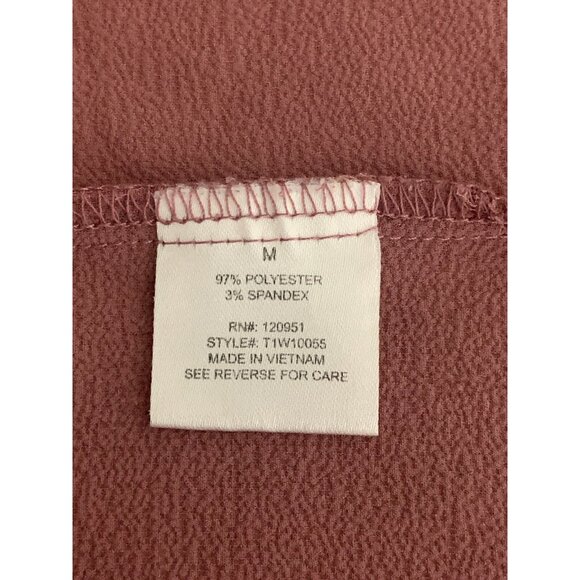 M
97% POLYESTER
3% SPANDEX
RN#: 120951
STYLE#: T1W10055
MADE IN VIETNAM
SEE REVERSE FOR CARE